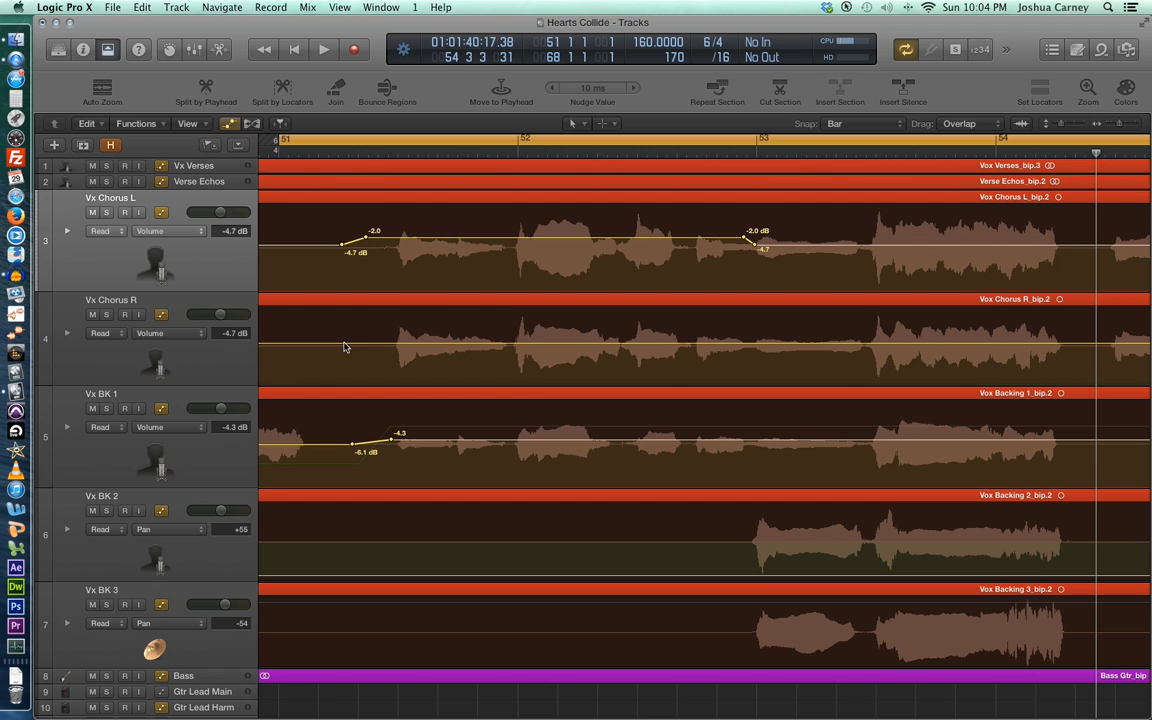 Logic Pro X File Edit Track Navigate Record Mix View Window 1 Help Sun 10:04 PM Joshua Carney
Hearts Collide - Tracks
01:01:40:17.38 51 1 1 1 160.0000 6/4 No In CPU
54 3 3 31 68 1 1 1 170 /16 No Out HD
1234
Auto Zoom Split by Playhead Split by Locators Join Bounce Regions Move to Playhead 10 ms Nudge Value Repeat Section Cut Section Insert Section Insert Silence Set Locators Zoom Colors
Edit Functions View Snap: Bar Drag: Overlap
H 6 4 51 52 53 54
1 M S R I Vx Verses Vox Verses_bip.3
2 M S R I Verse Echos Verse Echos_bip.2
Vx Chorus L Vox Chorus L_bip.2
M S R I
3 Read Volume -4.7 dB
-2.0 -4.7 dB -2.0 dB -4.7
Vx Chorus R Vox Chorus R_bip.2
M S R I
4 Read Volume -4.7 dB
Vx BK 1 Vox Backing 1_bip.2
M S R I
5 Read Volume -4.3 dB
-4.3
-6.1 dB
Vx BK 2 Vox Backing 2_bip.2
M S R I
6 Read Pan +55
Vx BK 3 Vox Backing 3_bip.2
M S R I
7 Read Pan -54
8 M S R I Bass Bass Gtr_bip
9 M S R I Gtr Lead Main
10 M S R I Gtr Lead Harm
29
Ae
Dw
Ps
Pr